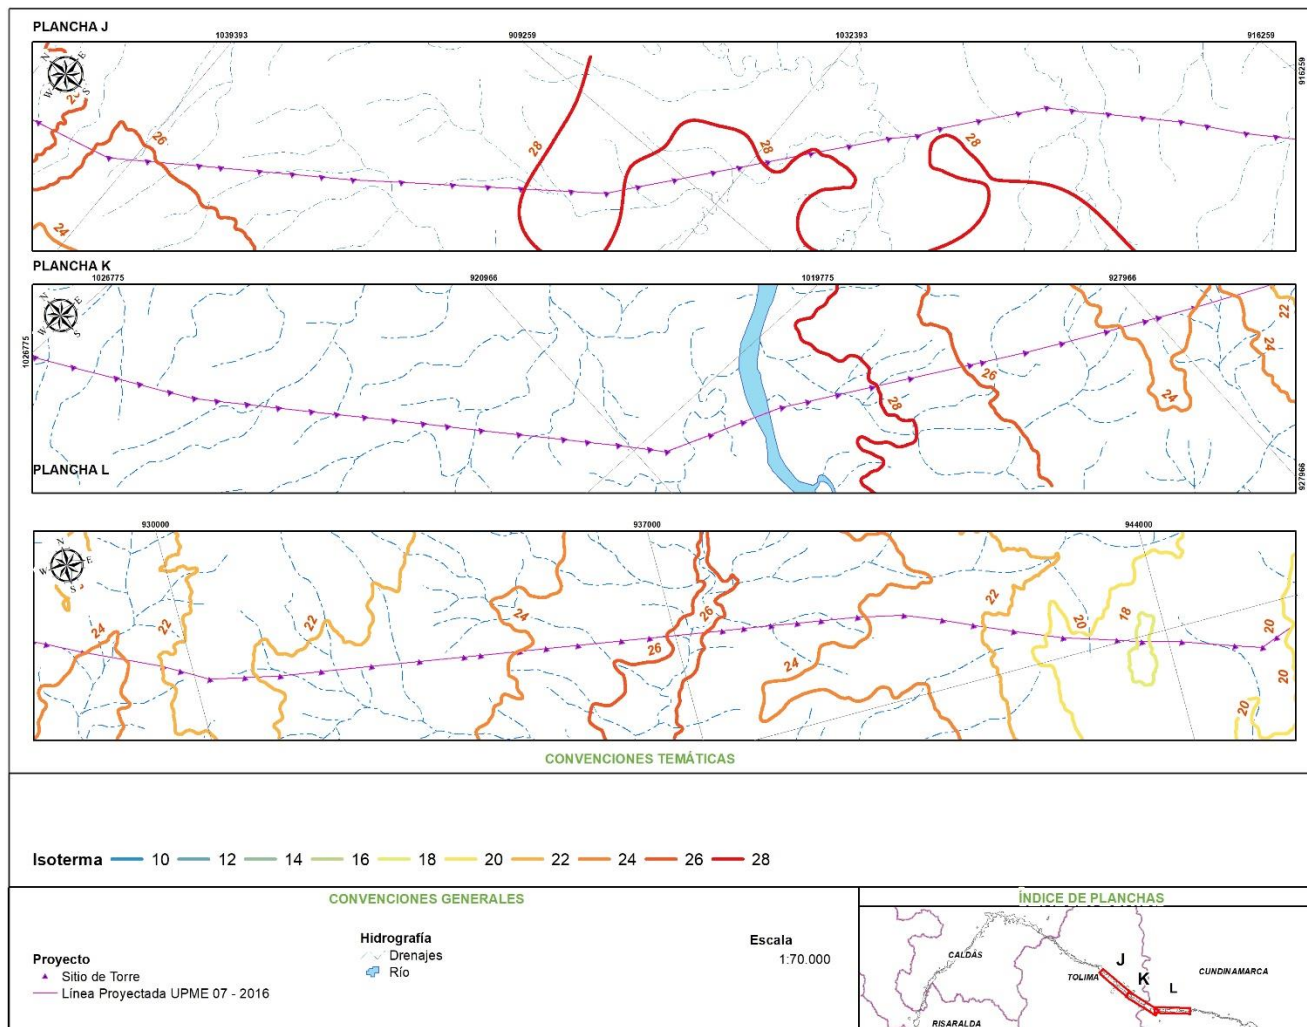 PLANCHA J
1039393
909259
1032393
916259
916259
N
E
W
S
22
26
24
28
28
28
PLANCHA K
1026775
920966
1019775
927966
1026775
927966
N
E
W
S
28
26
24
24
22
PLANCHA L
930000
937000
944000
N
E
W
S
24
22
22
24
26
26
24
22
20
18
20
20
20
CONVENCIONES TEMÁTICAS
Isoterma 10 12 14 16 18 20 22 24 26 28
CONVENCIONES GENERALES
Proyecto
Sitio de Torre
Línea Proyectada UPME 07 - 2016
Hidrografía
Drenajes
Río
Escala
1:70.000
ÍNDICE DE PLANCHAS
CALDAS
TOLIMA
J
K
L
CUNDINAMARCA
RISARALDA